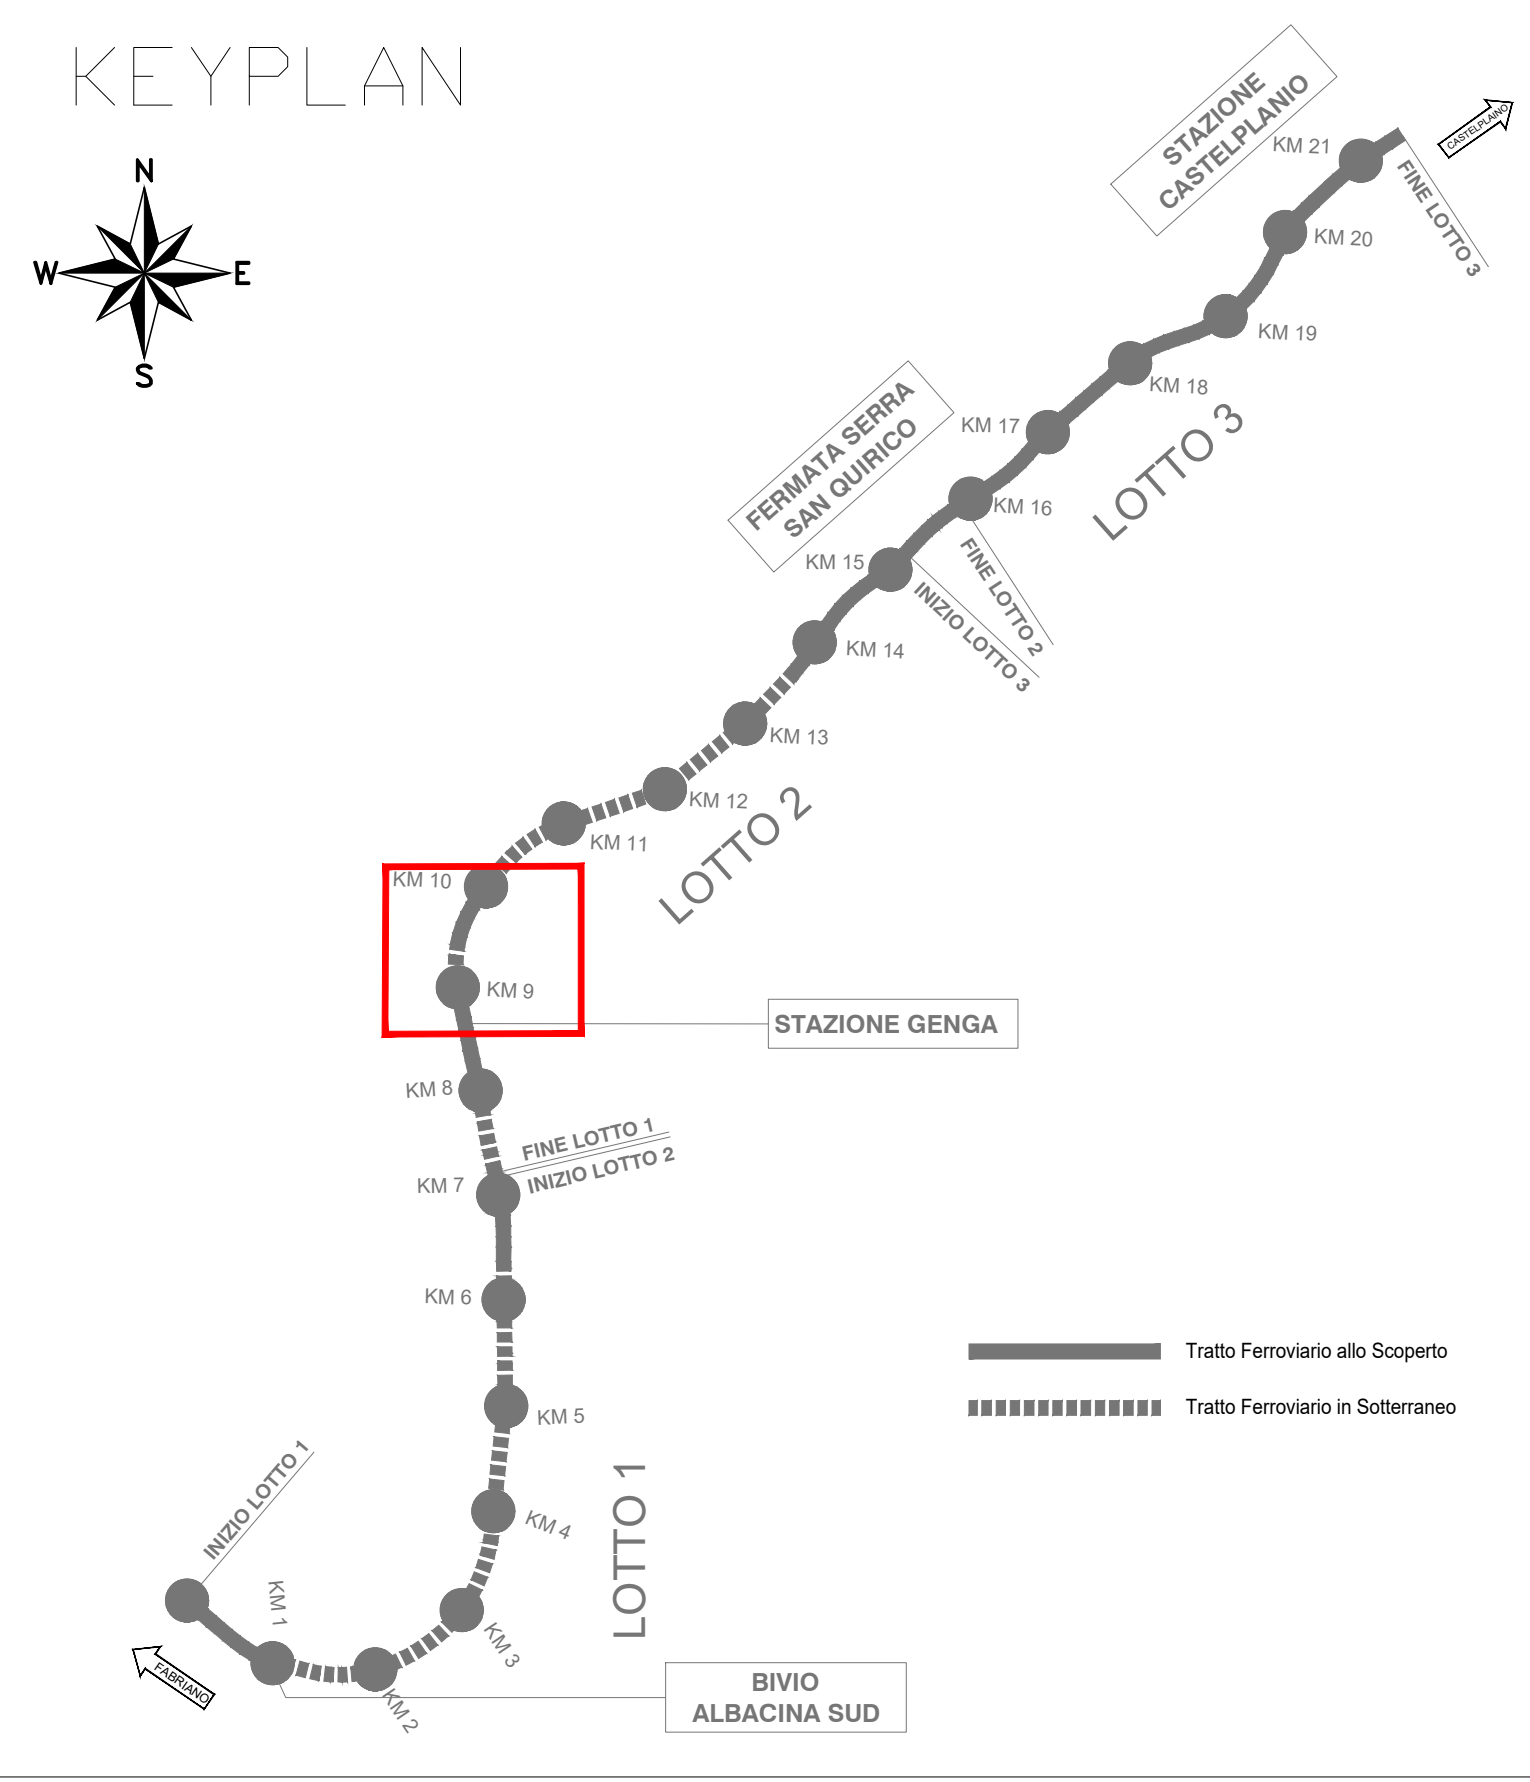 KEYPLAN
N
W
E
S
STAZIONE
CASTELPLANIO
CASTELPLAINO
KM 21
FINE LOTTO 3
KM 20
KM 19
KM 18
LOTTO 3
FERMATA SERRA
SAN QUIRICO
KM 17
KM 16
FINE LOTTO 2
KM 15
INIZIO LOTTO 3
KM 14
KM 13
KM 12
LOTTO 2
KM 11
KM 10
KM 9
STAZIONE GENGA
KM 8
FINE LOTTO 1
INIZIO LOTTO 2
KM 7
KM 6
Tratto Ferroviario allo Scoperto
Tratto Ferroviario in Sotterraneo
KM 5
INIZIO LOTTO 1
KM 4
LOTTO 1
KM 1
KM 3
FABRIANO
KM 2
BIVIO
ALBACINA SUD